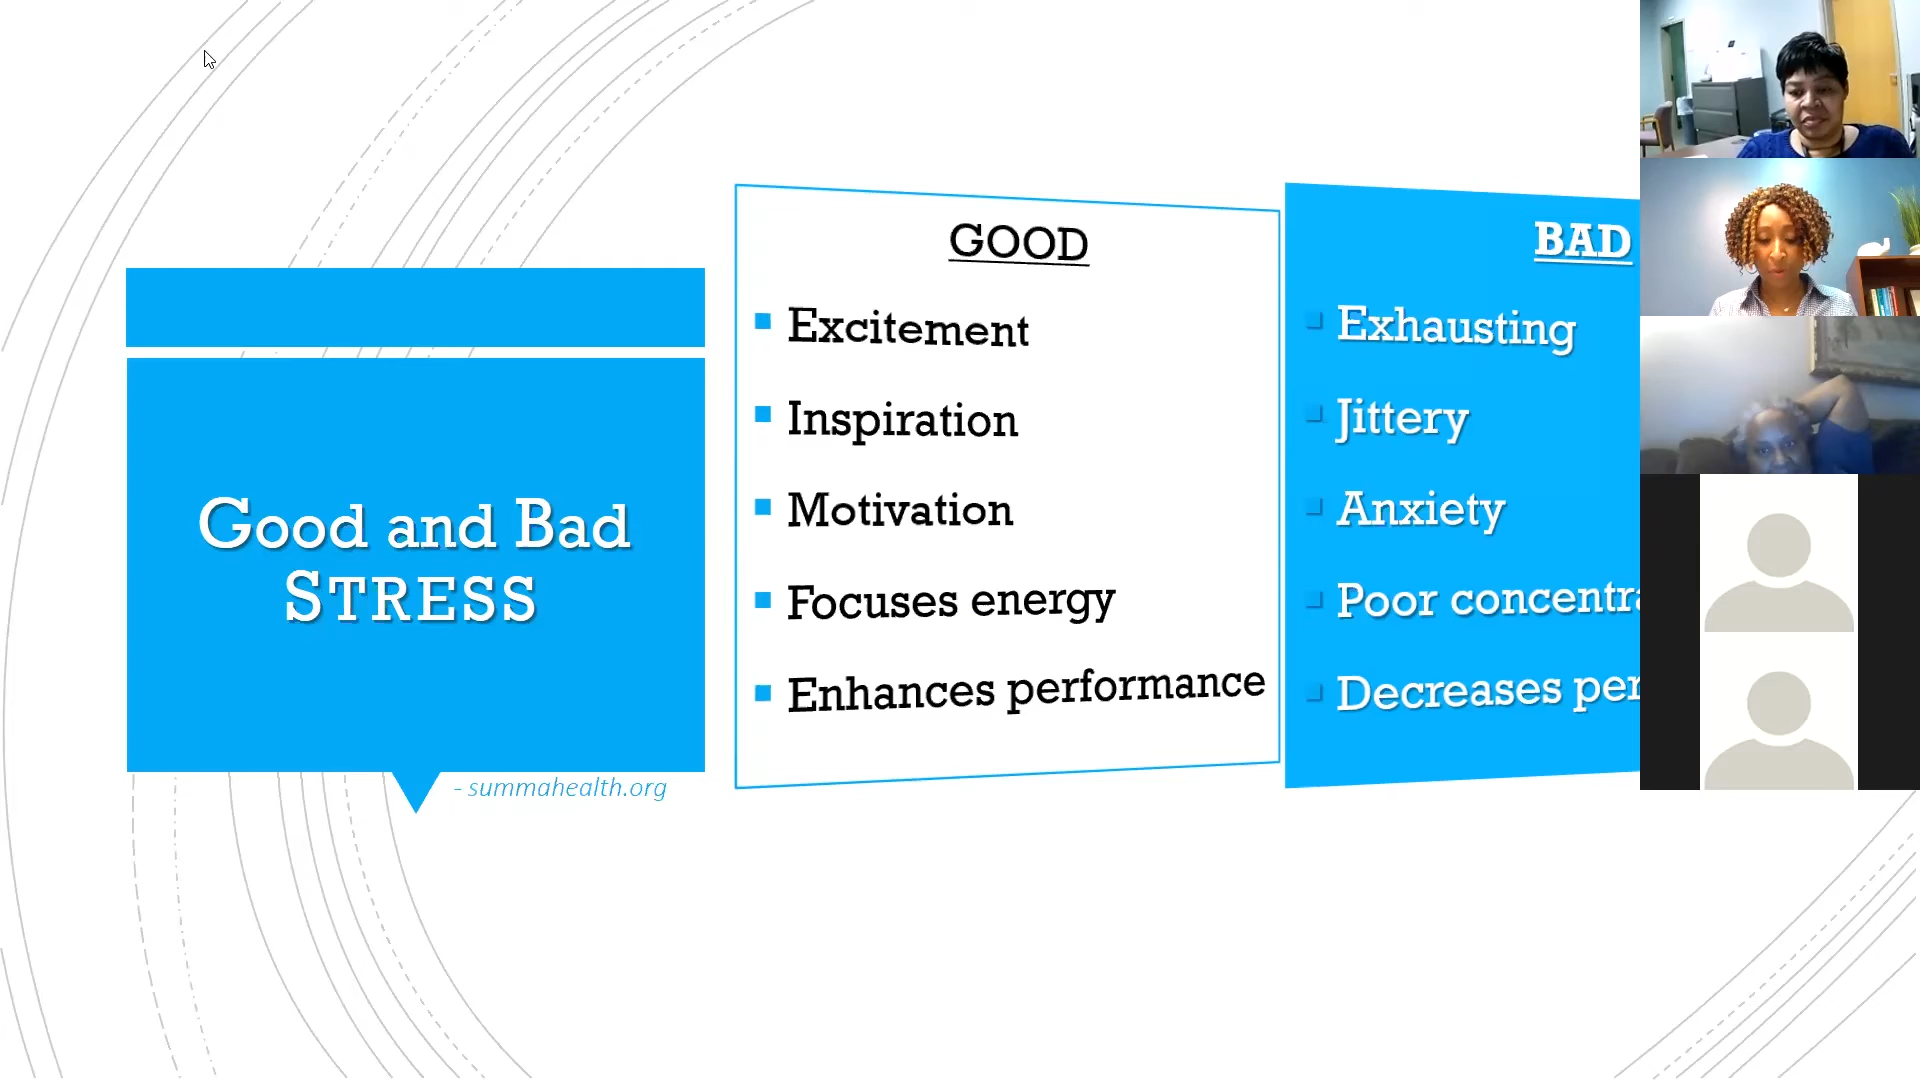 Good and Bad
STRESS
- summahealth.org
GOOD
Excitement
Inspiration
Motivation
Focuses energy
Enhances performance
BAD
Exhausting
Jittery
Anxiety
Poor
Decreases